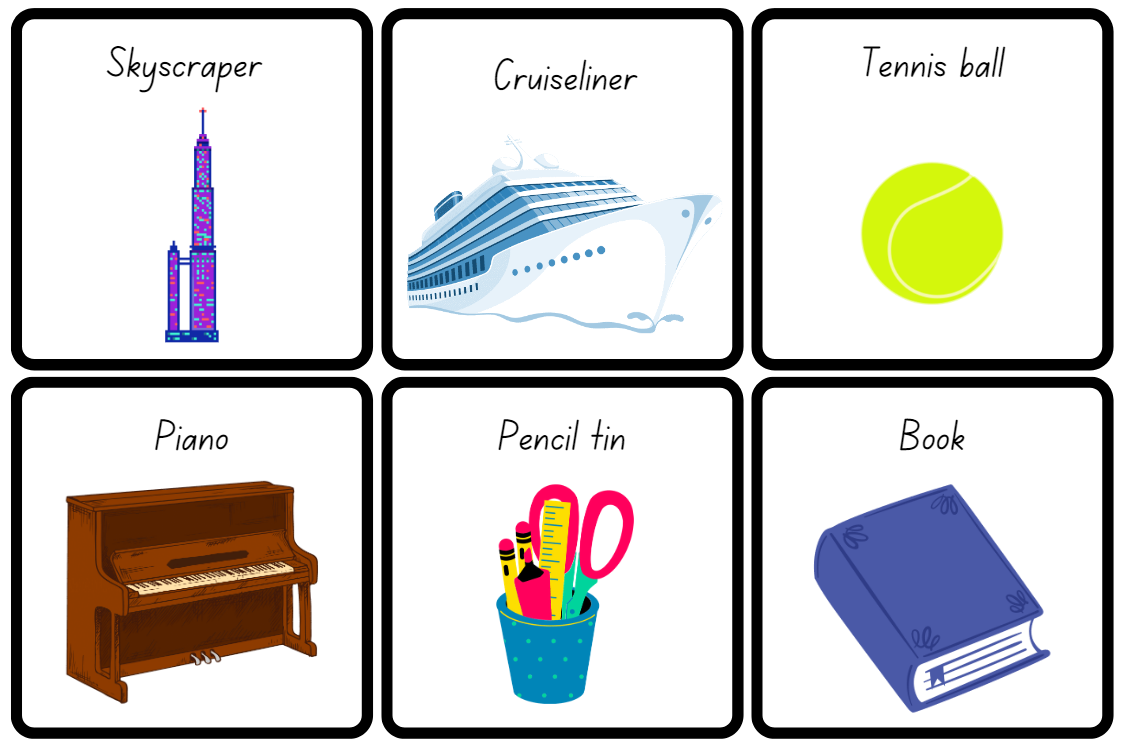 Skyscraper
Cruiseliner
Tennis ball
Piano
Pencil tin
Book